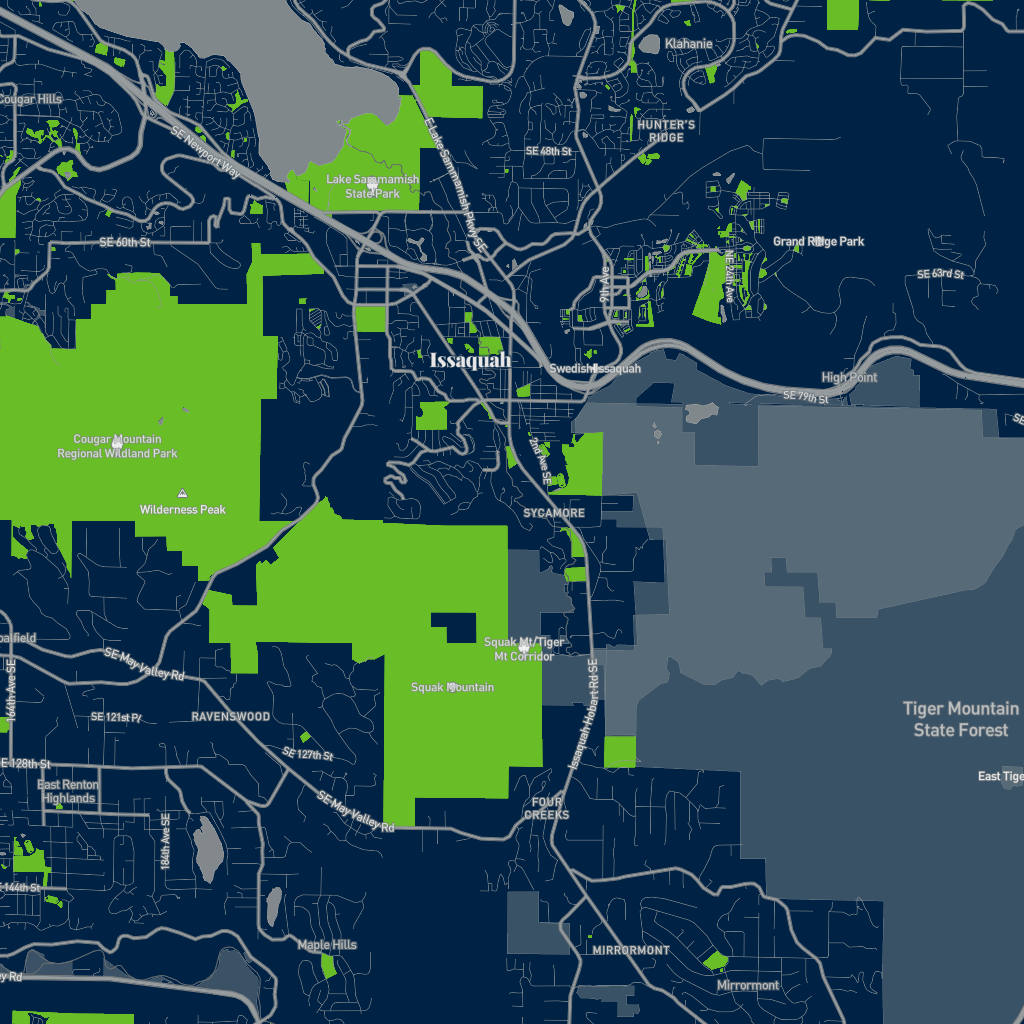 Klahanie
Cougar Hills
HUNTER'S
RIDGE
SE Newport Way
E Lake Sammamish Pkwy SE
SE 48th St
Lake Sammamish
State Park
SE 60th St
Grand Ridge Park
NE 24th Ave
SE 63rd St
9th Ave
Issaquah
Swedish Issaquah
High Point
SE 79th St
SE
Cougar Mountain
Regional Wildland Park
2nd Ave SE
Wilderness Peak
SYCAMORE
oalfield
Squak Mt/Tiger
Mt Corridor
SE May Valley Rd
164th Ave SE
Squak Mountain
Issaquah Hobart Rd SE
SE 121st Pl
RAVENSWOOD
Tiger Mountain
State Forest
SE 127th St
E 128th St
East Tige
East Renton
Highlands
SE May Valley Rd
FOUR
CREEKS
184th Ave SE
E 144th St
Maple Hills
MIRRORMONT
ey Rd
Mirrormont